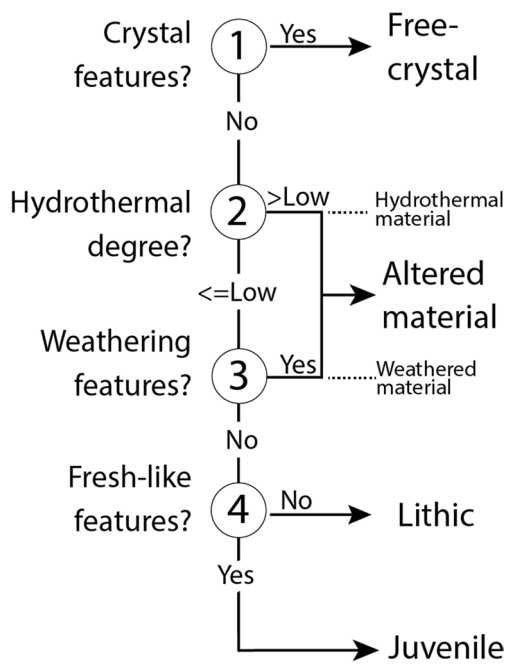 Crystal
features?
1
Yes
Free-
crystal
No
Hydrothermal
degree?
2
>Low
Hydrothermal
material
Altered
material
<=Low
Weathering
features?
3
Yes
Weathered
material
No
Fresh-like
features?
4
No
Lithic
Yes
Juvenile